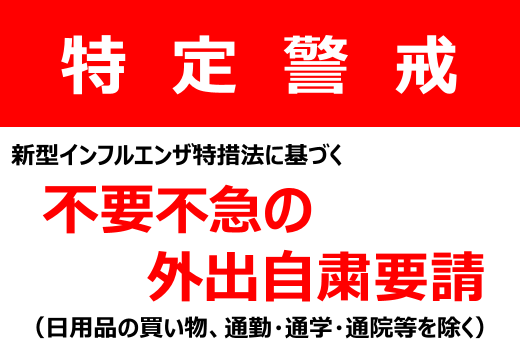 特定警戒
新型インフルエンザ特措法に基づく
不要不急の
外出自粛要請
（日用品の買い物、通勤・通学・通院等を除く）